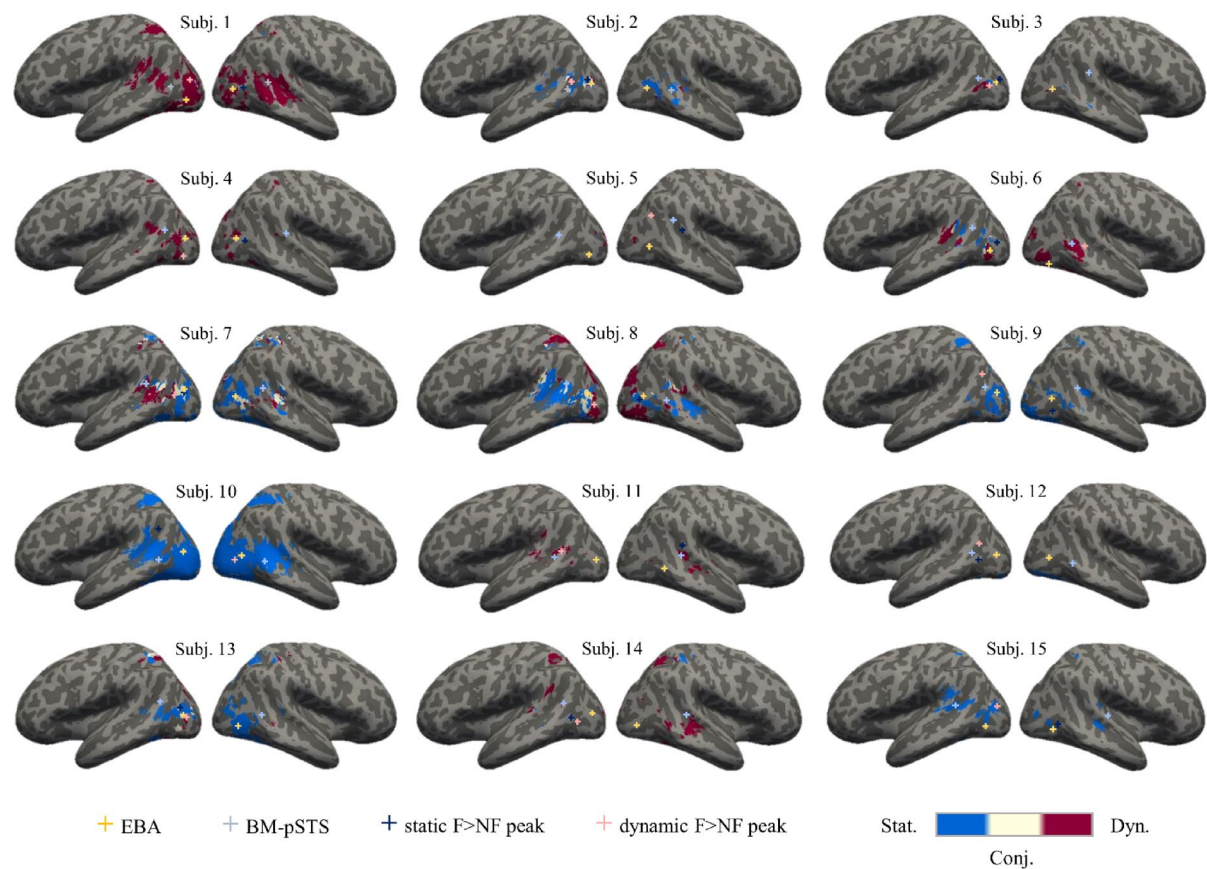 Subj. 1 Subj. 2 Subj. 3
Subj. 4 Subj. 5 Subj. 6
Subj. 7 Subj. 8 Subj. 9
Subj. 10 Subj. 11 Subj. 12
Subj. 13 Subj. 14 Subj. 15
EBA BM-pSTS static F>NF peak dynamic F>NF peak Stat. Dyn.
Conj.